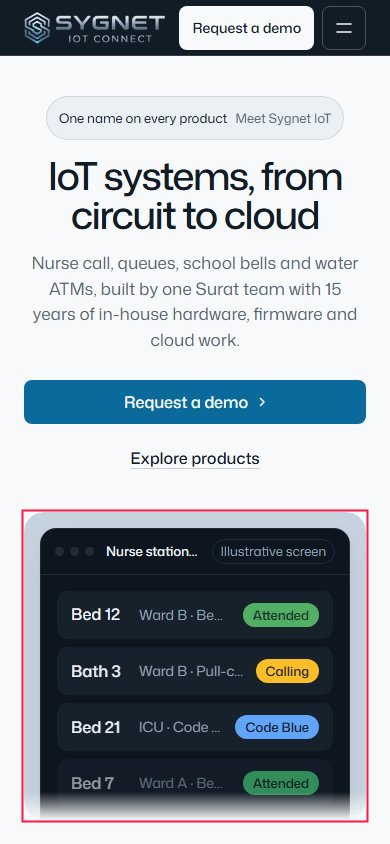 SYGNET
IOT CONNECT
Request a demo
One name on every product Meet Sygnet IoT
IoT systems, from
circuit to cloud
Nurse call, queues, school bells and water
ATMs, built by one Surat team with 15
years of in-house hardware, firmware and
cloud work.
Request a demo
Explore products
Nurse station... Illustrative screen
Bed 12 Ward B · Be... Attended
Bath 3 Ward B · Pull-c... Calling
Bed 21 ICU · Code ... Code Blue
Bed 7 Ward A · Be... Attended